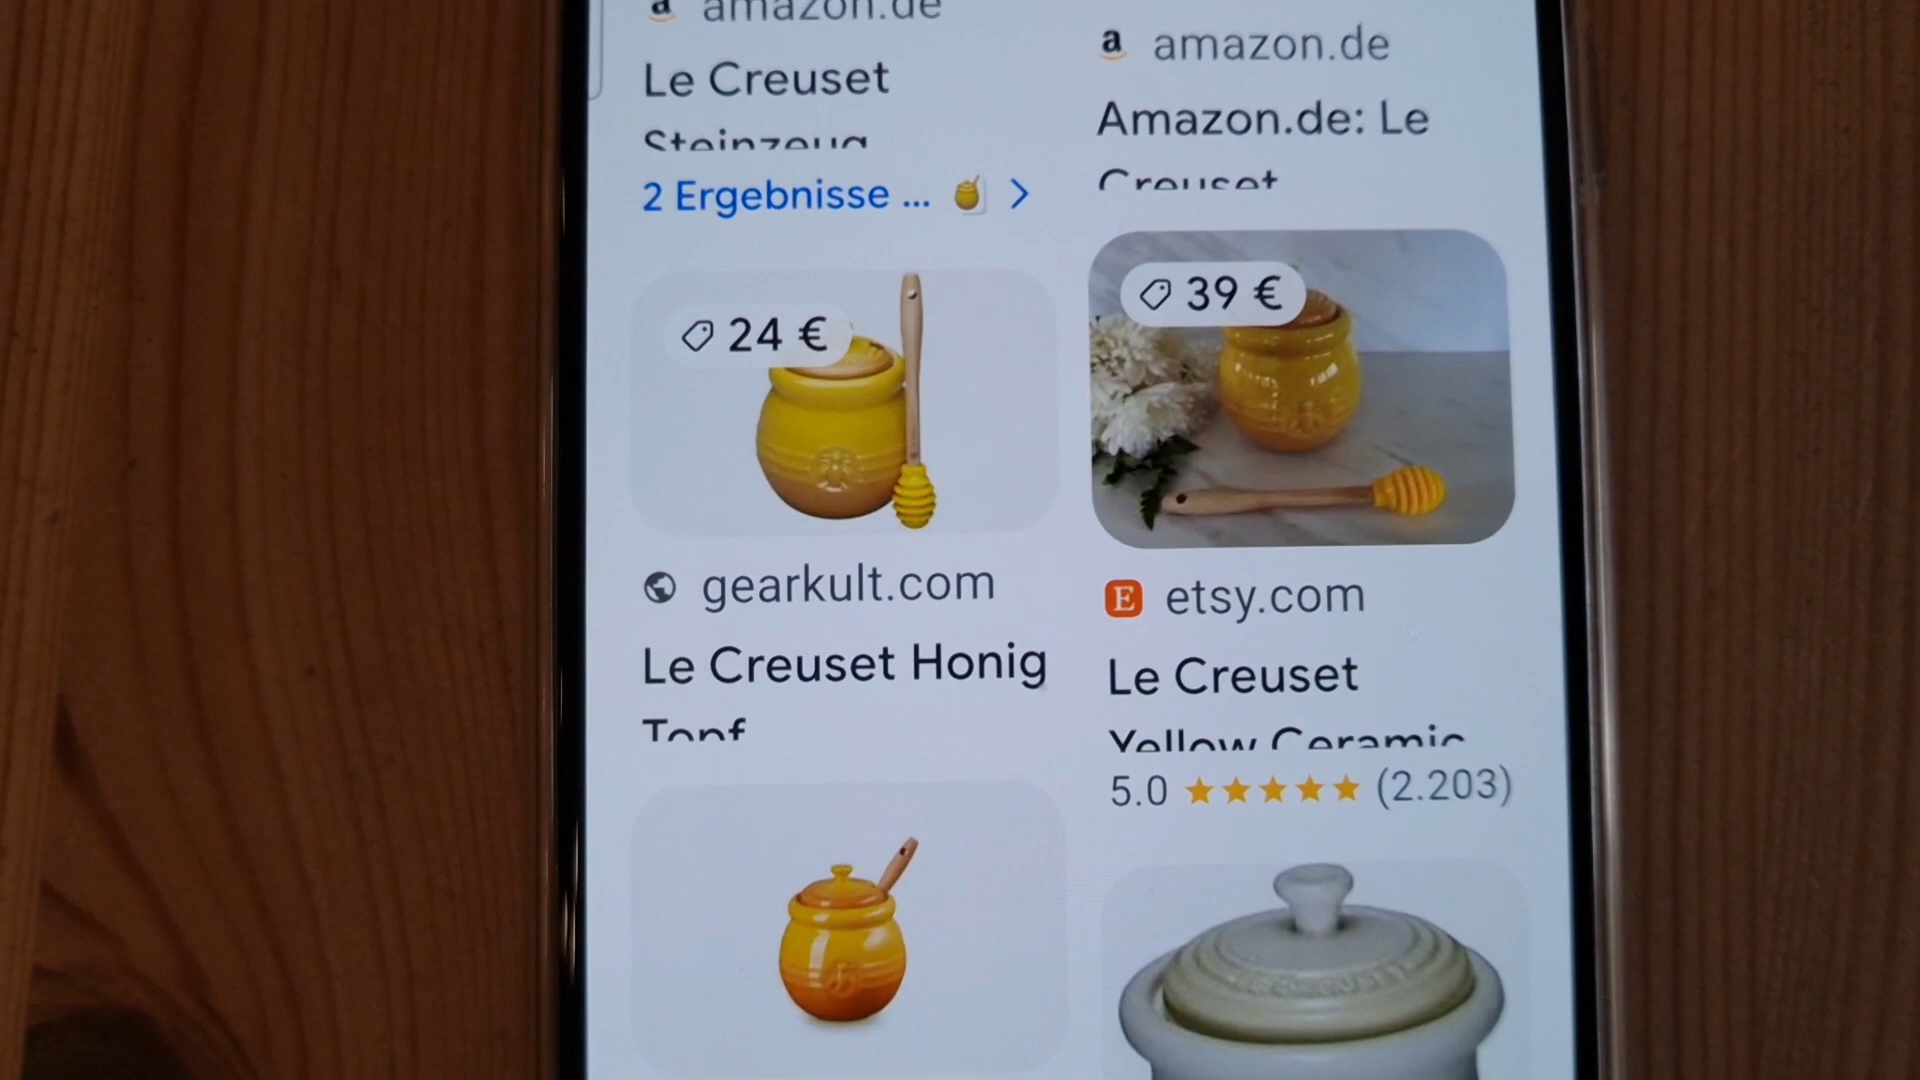 amazon.de
Le Creuset
Steinzeug
2 Ergebnisse ...
24 €
gearkult.com
Le Creuset Honig
Topf
a amazon.de
Amazon.de: Le
Creuset
39 €
E etsy.com
Le Creuset
Yellow Ceramic
5.0 ★★★★★ (2.203)